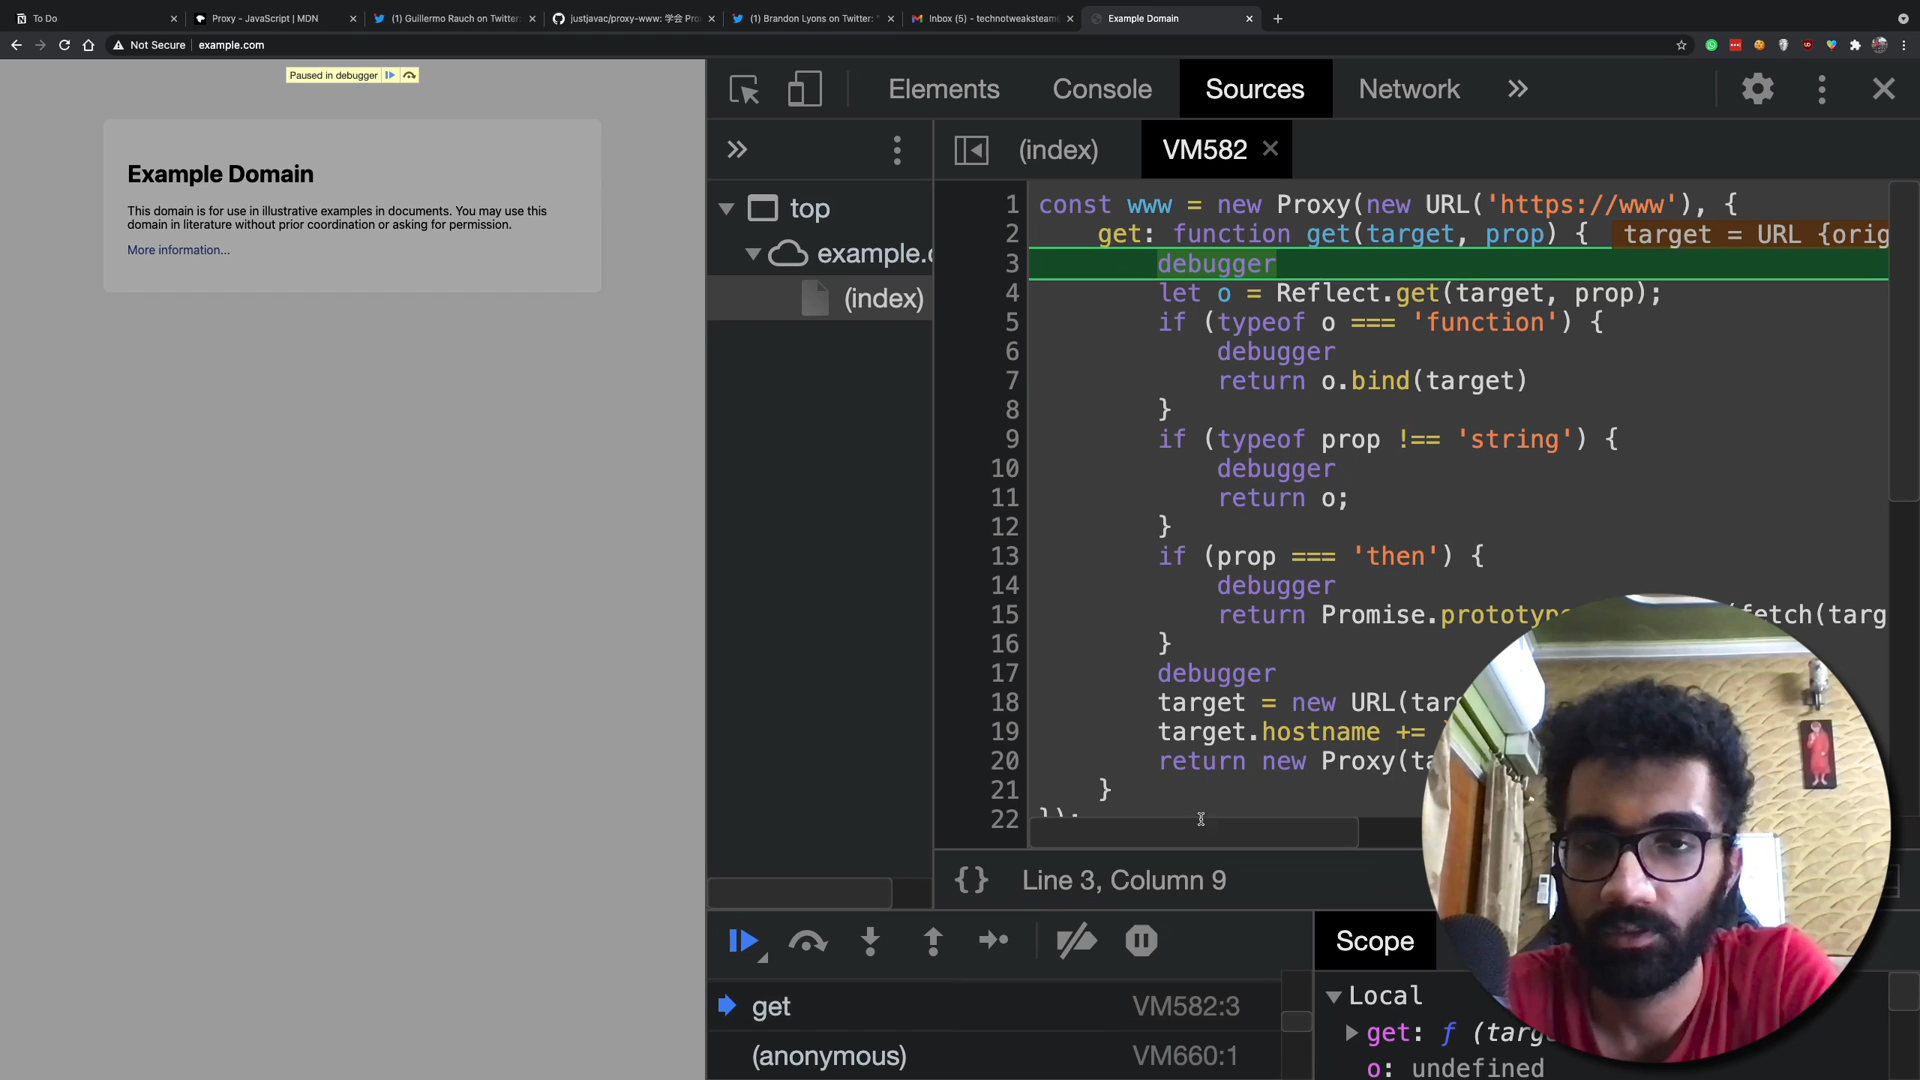 To Do
Proxy - JavaScript | MDN
(1) Guillermo Rauch on Twitter:
justjavac/proxy-www: 学会 Pro
(1) Brandon Lyons on Twitter: "
Inbox (5) - technotweaksteam
Example Domain
Not Secure
example.com
Paused in debugger
Example Domain
This domain is for use in illustrative examples in documents. You may use this
domain in literature without prior coordination or asking for permission.
More information...
Elements
Console
Sources
Network
(index)
VM582
top
example.c
(index)
1 const www = new Proxy(new URL('https://www'), {
2 get: function get(target, prop) { target = URL {orig
3 debugger
4 let o = Reflect.get(target, prop);
5 if (typeof o === 'function') {
6 debugger
7 return o.bind(target)
8 }
9 if (typeof prop !== 'string') {
10 debugger
11 return o;
12 }
13 if (prop === 'then') {
14 debugger
15 return Promise.prototype fetch(targ
16 }
17 debugger
18 target = new URL(tar
19 target.hostname += `
20 return new Proxy(ta
21 }
22 });
{} Line 3, Column 9
Scope
get VM582:3
(anonymous) VM660:1
Local
get: ƒ (targ
o: undefined